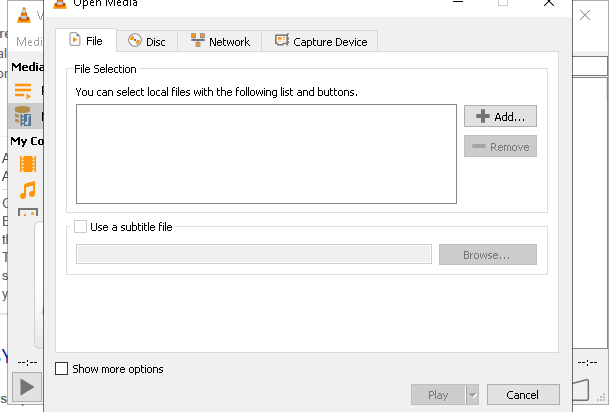 Open Media
V
Medi
File
Disc
Network
Capture Device
Media
File Selection
You can select local files with the following list and buttons.
Add...
Remove
My Co
Use a subtitle file
Browse...
Show more options
--:--
--:--
Play
Cancel